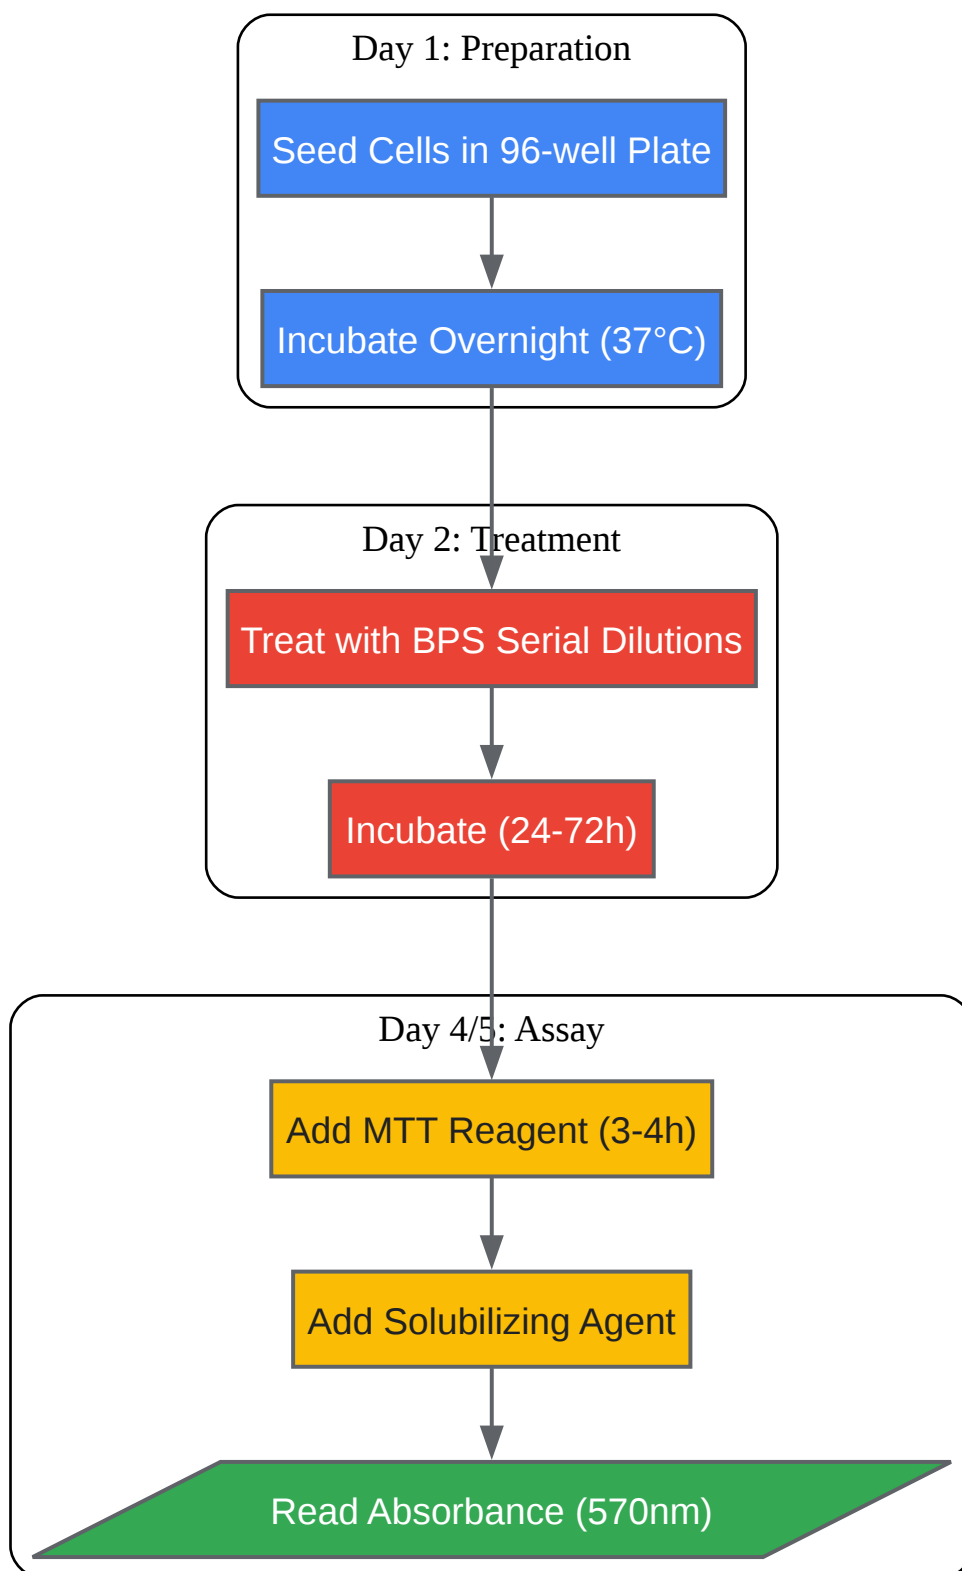 Day 1: Preparation
Seed Cells in 96-well Plate
Incubate Overnight (37°C)
Day 2: Treatment
Treat with BPS Serial Dilutions
Incubate (24-72h)
Day 4/5: Assay
Add MTT Reagent (3-4h)
Add Solubilizing Agent
Read Absorbance (570nm)